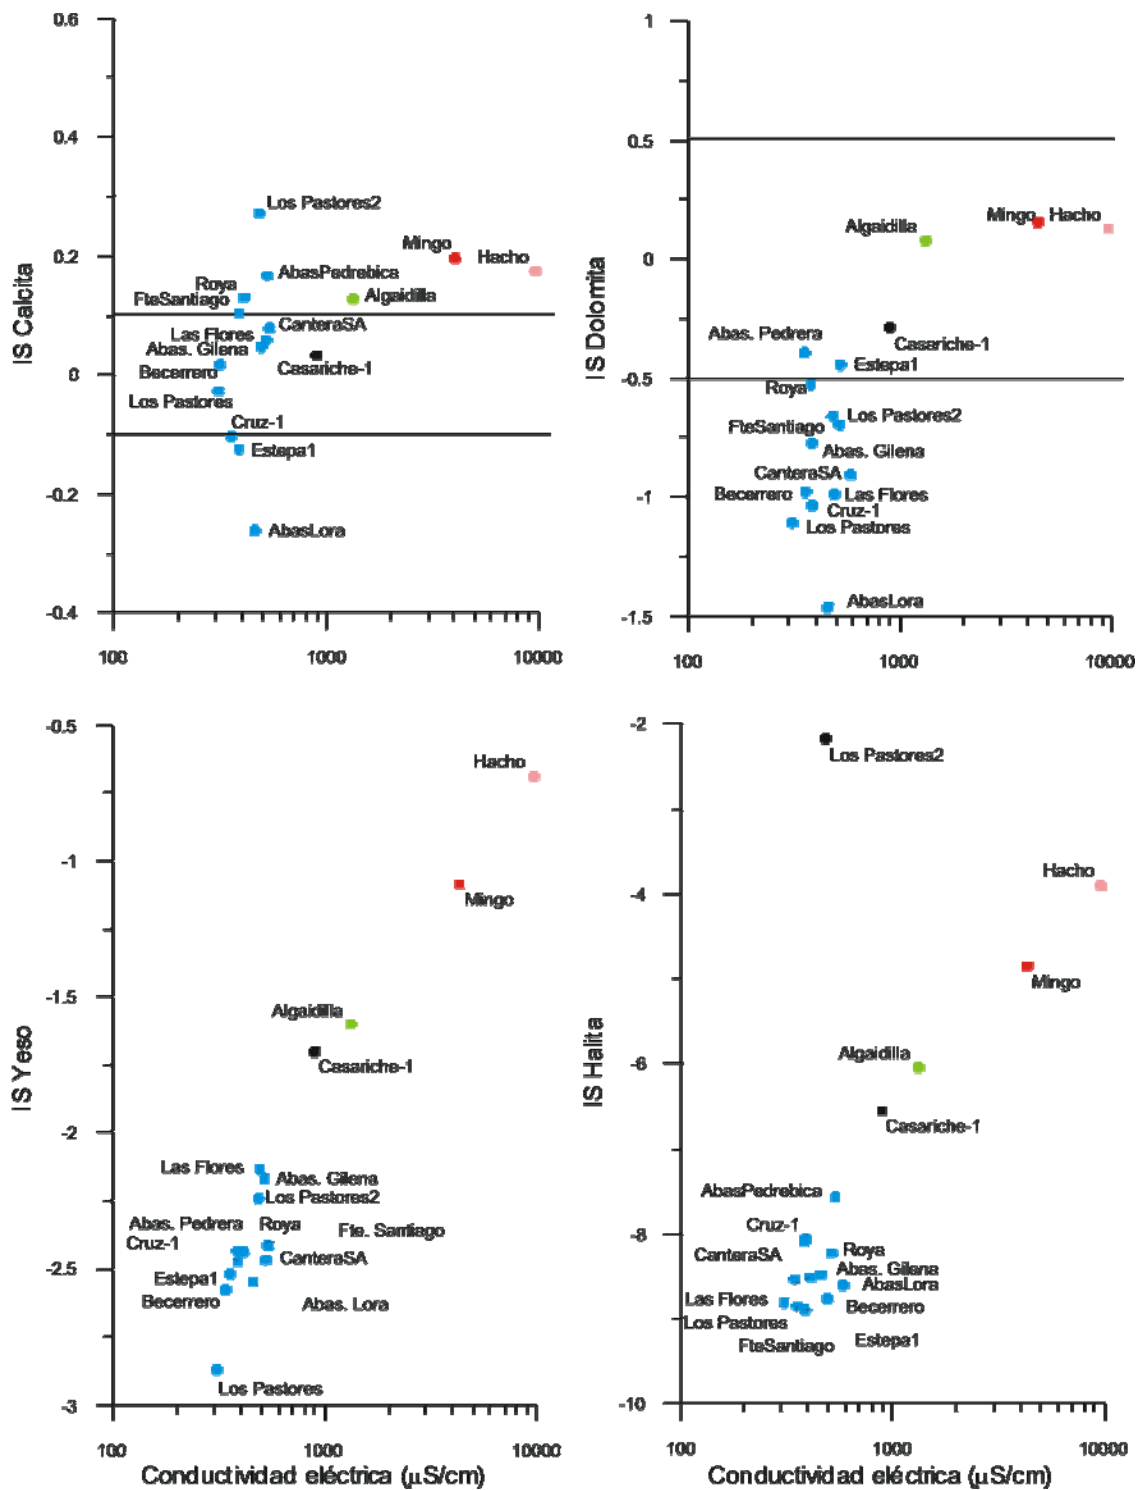 0.6
0.4
0.2
0
-0.2
-0.4
IS Calcita
Los Pastores2
Mingo
Hacho
AbasPedrebica
Roya
FteSantiago
Algaidilla
CanteraSA
Las Flores
Abas. Gilena
Casariche-1
Becerrero
Los Pastores
Cruz-1
Estepa1
AbasLora
100
1000
10000
1
0.5
0
-0.5
-1
-1.5
IS Dolomita
Mingo
Hacho
Algaidilla
Abas. Pedrera
Casariche-1
Estepa1
Roya
Los Pastores2
FteSantiago
Abas. Gilena
CanteraSA
Becerrero
Las Flores
Cruz-1
Los Pastores
AbasLora
100
1000
10000
-0.5
-1
-1.5
-2
-2.5
-3
IS Yeso
Hacho
Mingo
Algaidilla
Casariche-1
Las Flores
Abas. Gilena
Los Pastores2
Abas. Pedrera
Roya
Fte. Santiago
Cruz-1
CanteraSA
Estepa1
Becerrero
Abas. Lora
Los Pastores
100
1000
10000
Conductividad eléctrica (µS/cm)
-2
-4
-6
-8
-10
IS Halita
Los Pastores2
Hacho
Mingo
Algaidilla
Casariche-1
AbasPedrebica
Cruz-1
Roya
CanteraSA
Abas. Gilena
AbasLora
Las Flores
Becerrero
Los Pastores
FteSantiago
Estepa1
100
1000
10000
Conductividad eléctrica (µS/cm)